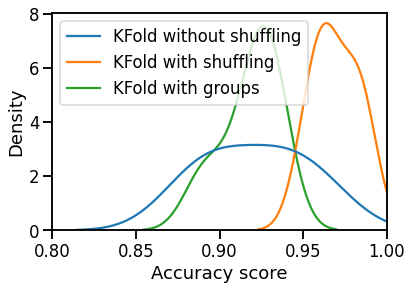 8
6
4
2
0
Density
KFold without shuffling
KFold with shuffling
KFold with groups
0.80 0.85 0.90 0.95 1.00
Accuracy score